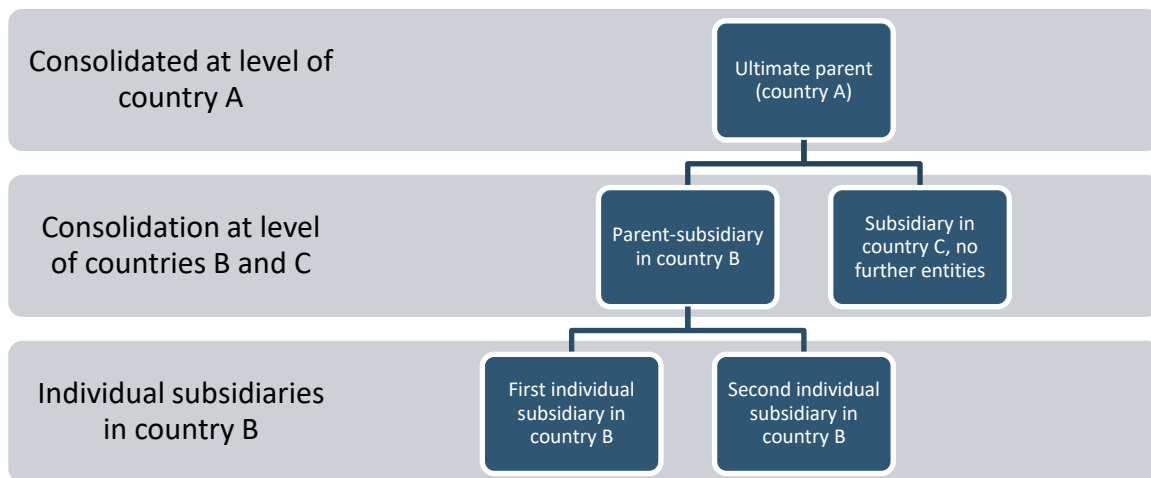 Consolidated at level of
country A
Ultimate parent
(country A)
Consolidation at level
of countries B and C
Parent-subsidiary
in country B
Subsidiary in
country C, no
further entities
Individual subsidiaries
in country B
First individual
subsidiary in
country B
Second individual
subsidiary in
country B